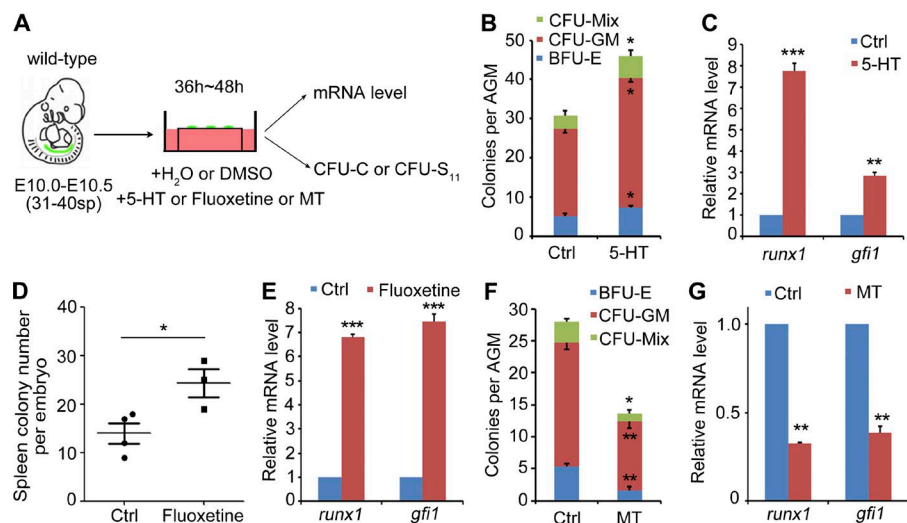 A
wild-type
E10.0-E10.5
(31-40sp)
36h~48h
+H2O or DMSO
+5-HT or Fluoxetine or MT
mRNA level
CFU-C or CFU-S11
B
CFU-Mix
CFU-GM
BFU-E
Colonies per AGM
50
40
30
20
10
0
*
*
*
Ctrl
5-HT
C
Ctrl
5-HT
Relative mRNA level
9
8
7
6
5
4
3
2
1
0
***
**
runx1
gfi1
D
Spleen colony number
per embryo
40
30
20
10
0
*
Ctrl
Fluoxetine
E
Ctrl
Fluoxetine
Relative mRNA level
8
7
6
5
4
3
2
1
0
***
***
runx1
gfi1
F
BFU-E
CFU-GM
CFU-Mix
Colonies per AGM
30
25
20
15
10
5
0
*
**
**
Ctrl
MT
G
Ctrl
MT
Relative mRNA level
1.0
0.5
0
**
**
runx1
gfi1